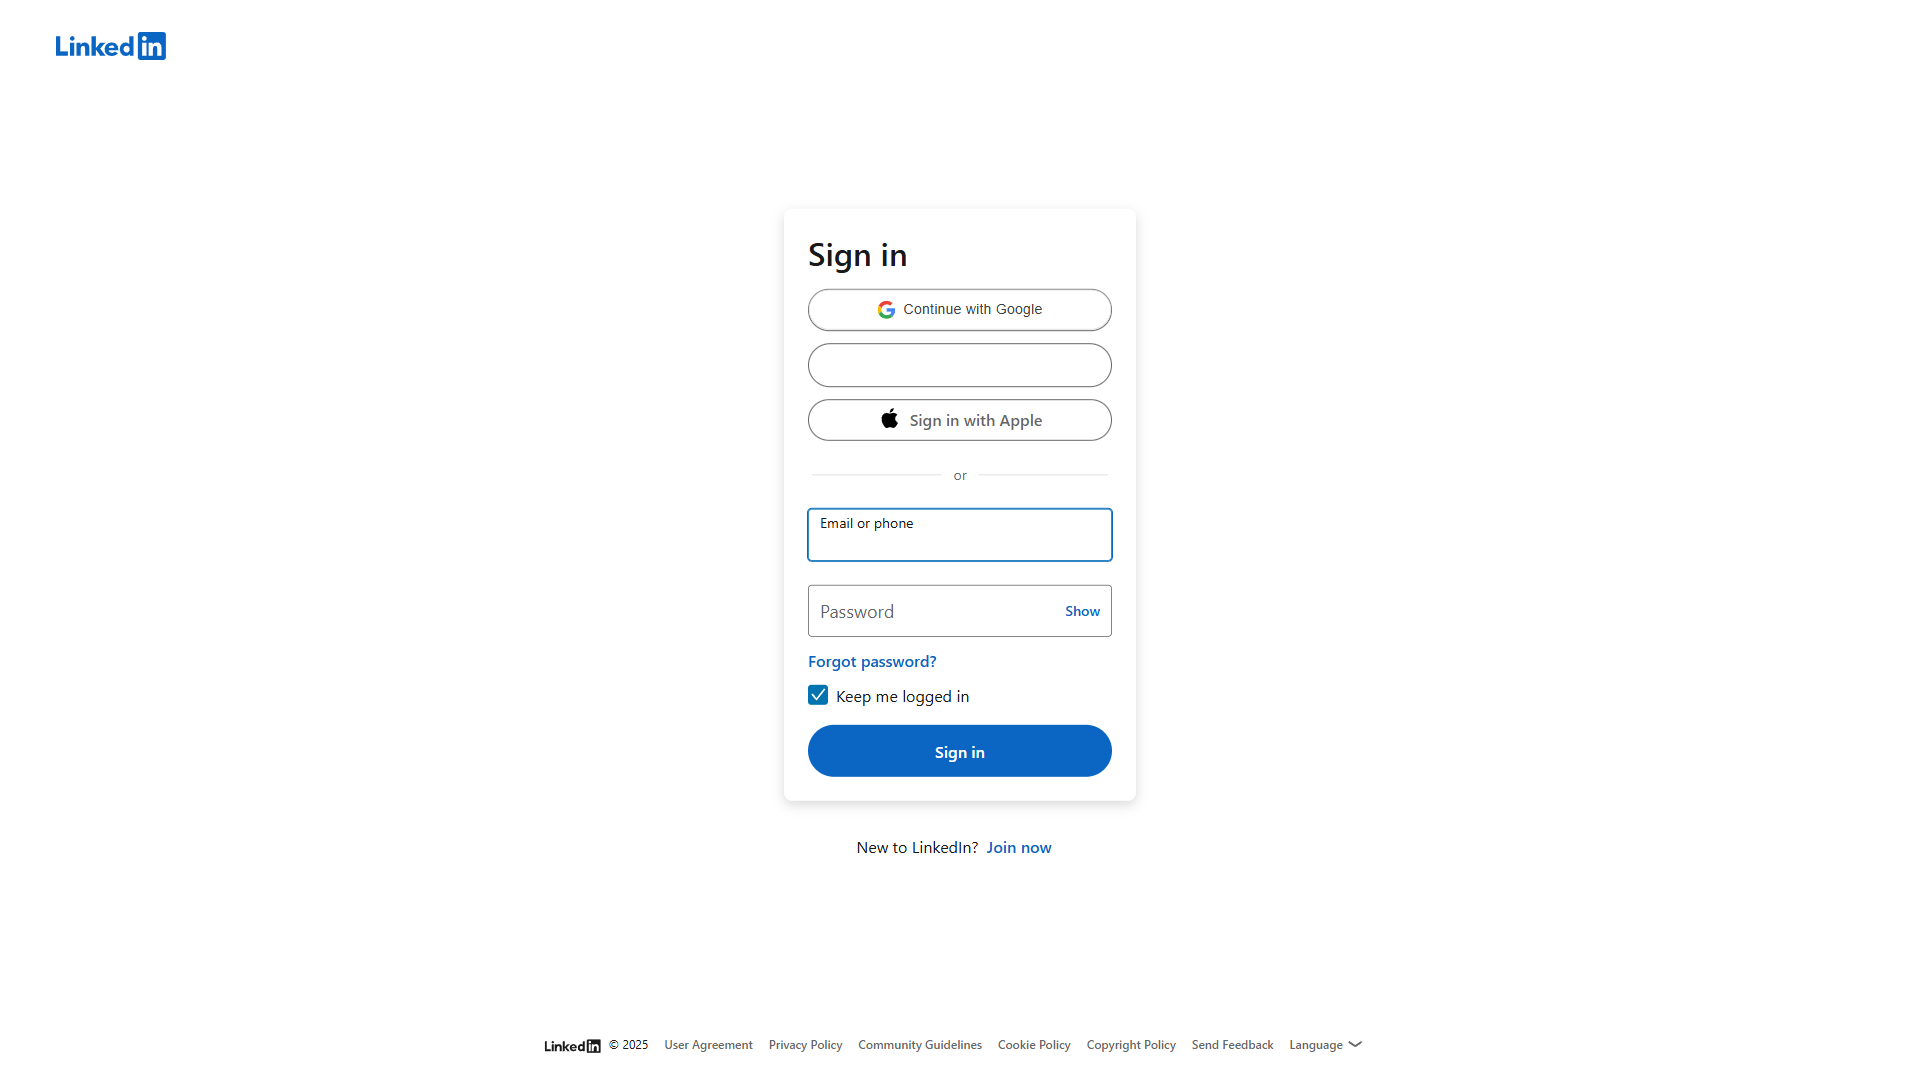 Linkedin
Sign in
Continue with Google
Sign in with Apple
or
Email or phone
Password
Show
Forgot password?
Keep me logged in
Sign in
New to LinkedIn? Join now
Linkedin © 2025 User Agreement Privacy Policy Community Guidelines Cookie Policy Copyright Policy Send Feedback Language